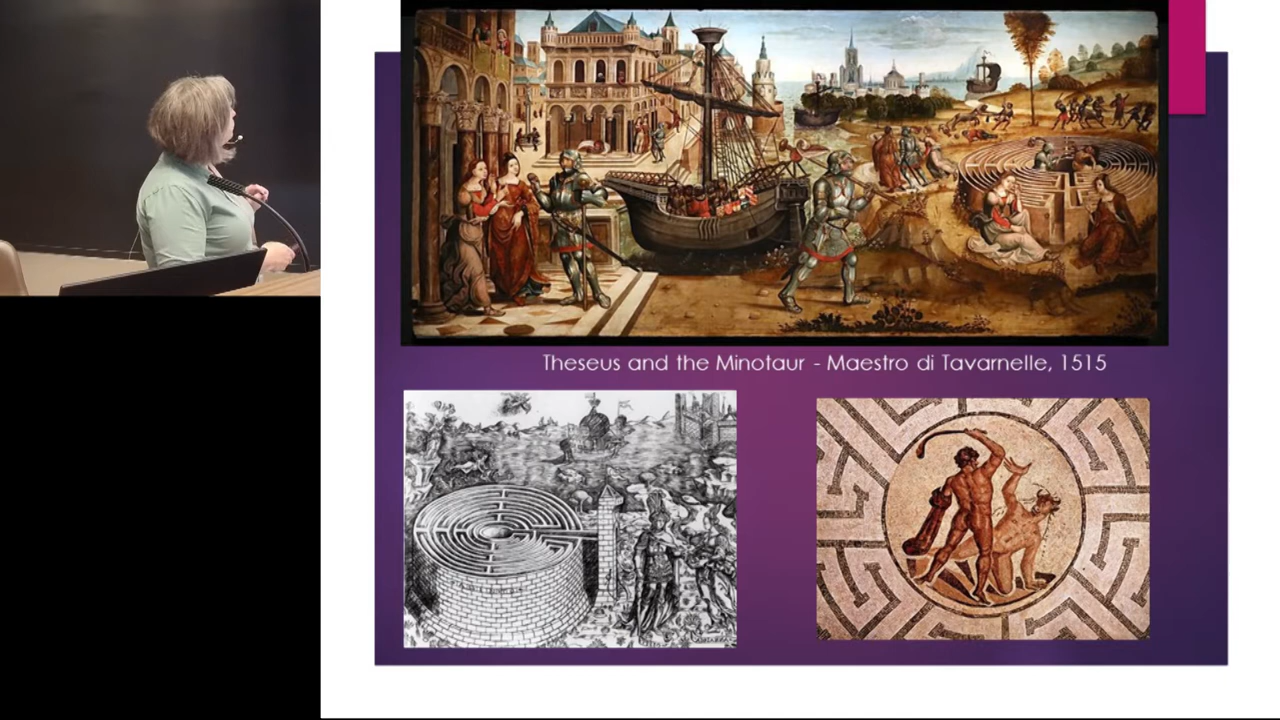 Theseus and the Minotaur - Maestro di Tavarnelle, 1515